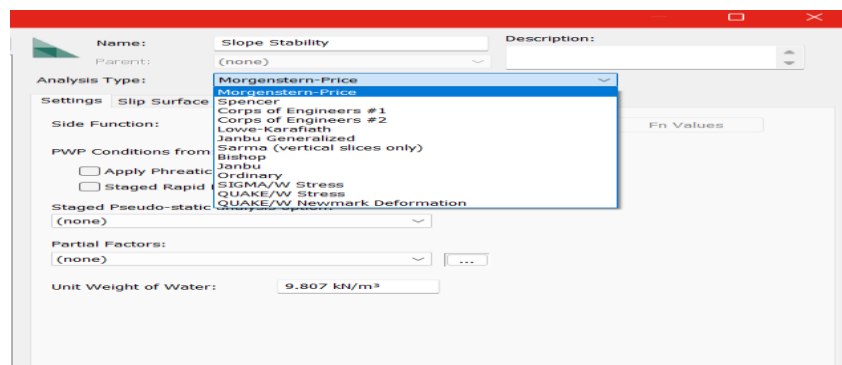 Name: Slope Stability Description:
Parent: (none)
Analysis Type: Morgenstern-Price
Morgenstern-Price
Settings Slip Surface Spencer
Corps of Engineers #1
Corps of Engineers #2
Side Function: Lowe-Karafiath Fn Values
Janbu Generalized
Sarma (vertical slices only)
PWP Conditions from
Bishop
Janbu
Apply Phreatic
Ordinary
Staged Rapid SIGMA/W Stress
QUAKE/W Stress
QUAKE/W Newmark Deformation
Staged Pseudo-static analysis option:
(none)
Partial Factors:
(none) ...
Unit Weight of Water: 9.807 kN/m³